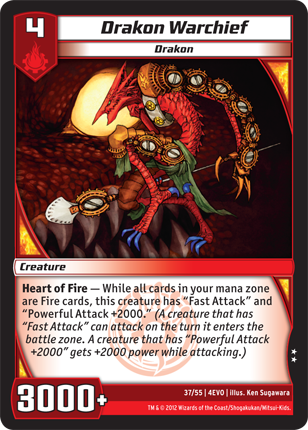 4
Drakon Warchief
Drakon
Creature
Heart of Fire — While all cards in your mana zone
are Fire cards, this creature has “Fast Attack” and
“Powerful Attack +2000.” (A creature that has
“Fast Attack” can attack on the turn it enters the
battle zone. A creature that has “Powerful Attack
+2000” gets +2000 power while attacking.)
3000+
37/55 | 4EVO | illus. Ken Sugawara
TM & © 2012 Wizards of the Coast/Shogakukan/Mitsui-Kids.